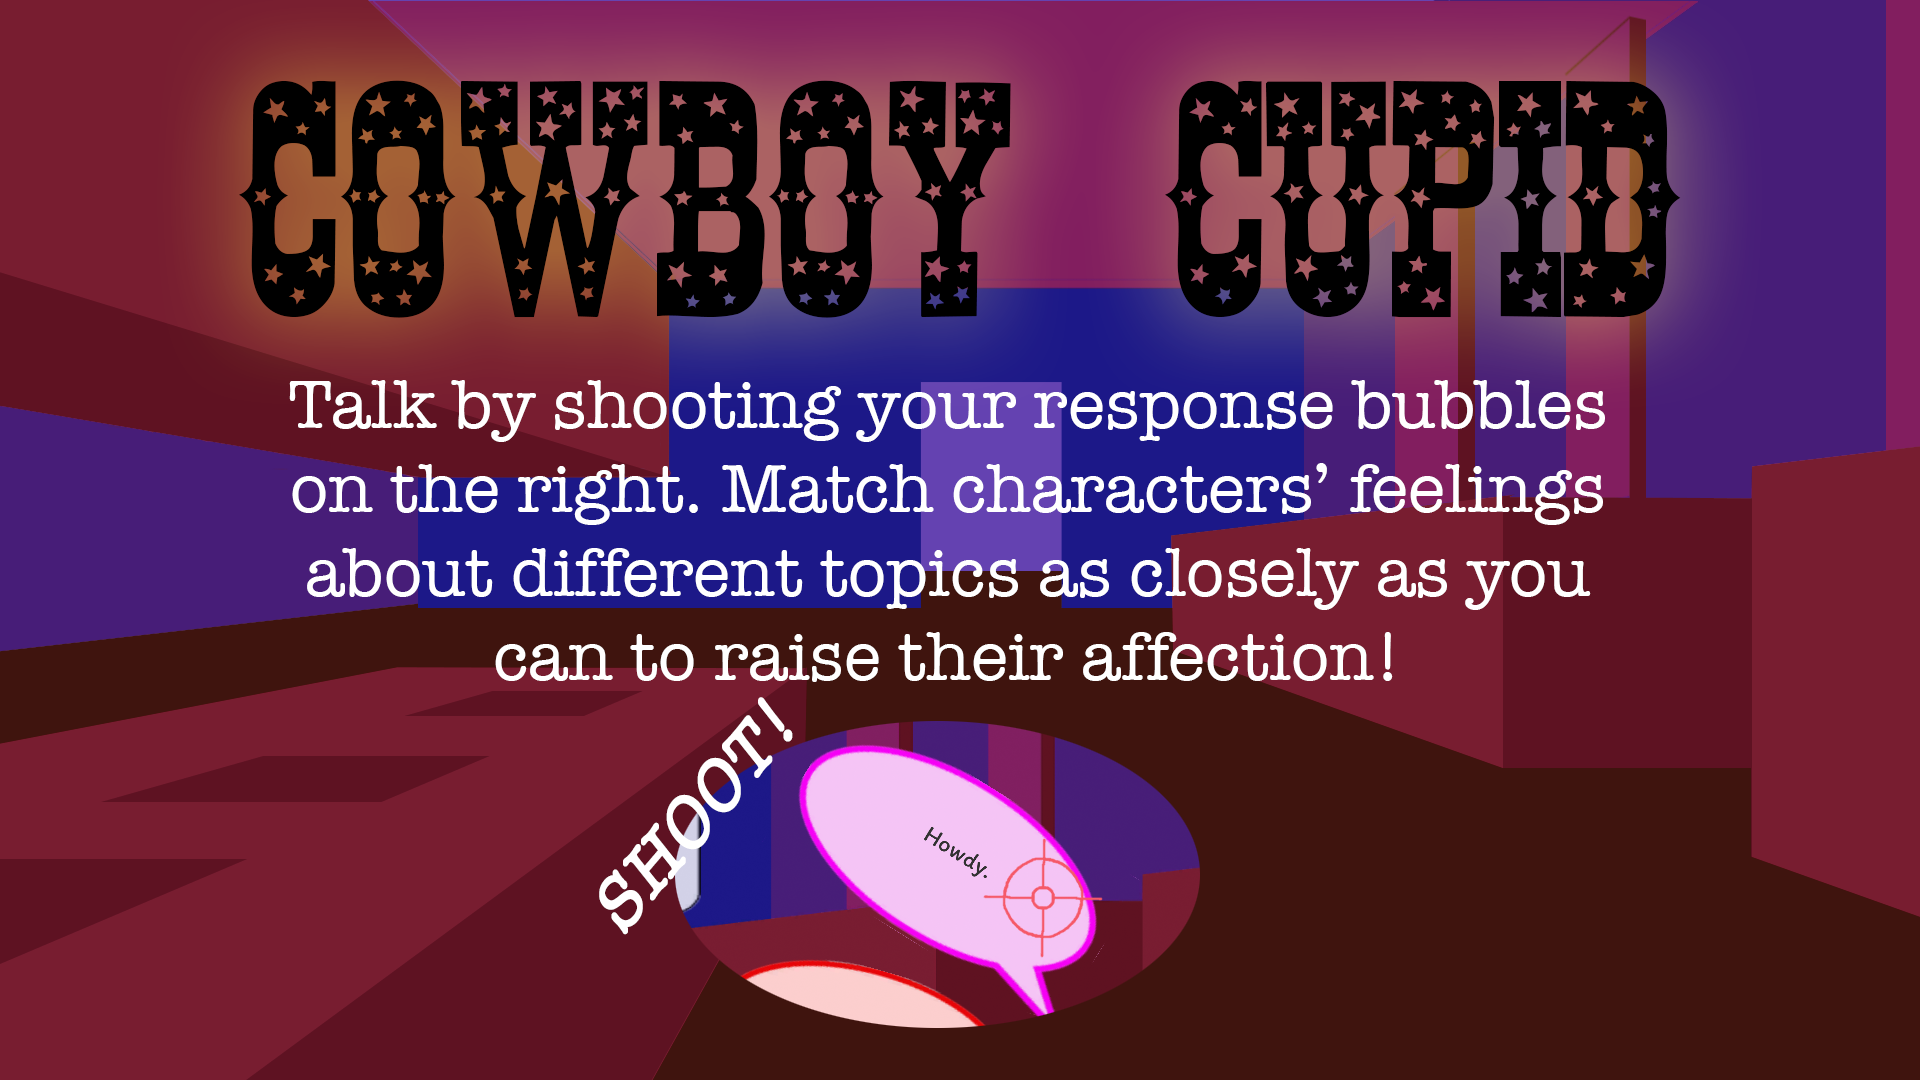 COWBOY CUPID
Talk by shooting your response bubbles
on the right. Match characters’ feelings
about different topics as closely as you
can to raise their affection!
SHOOT!
Howdy.